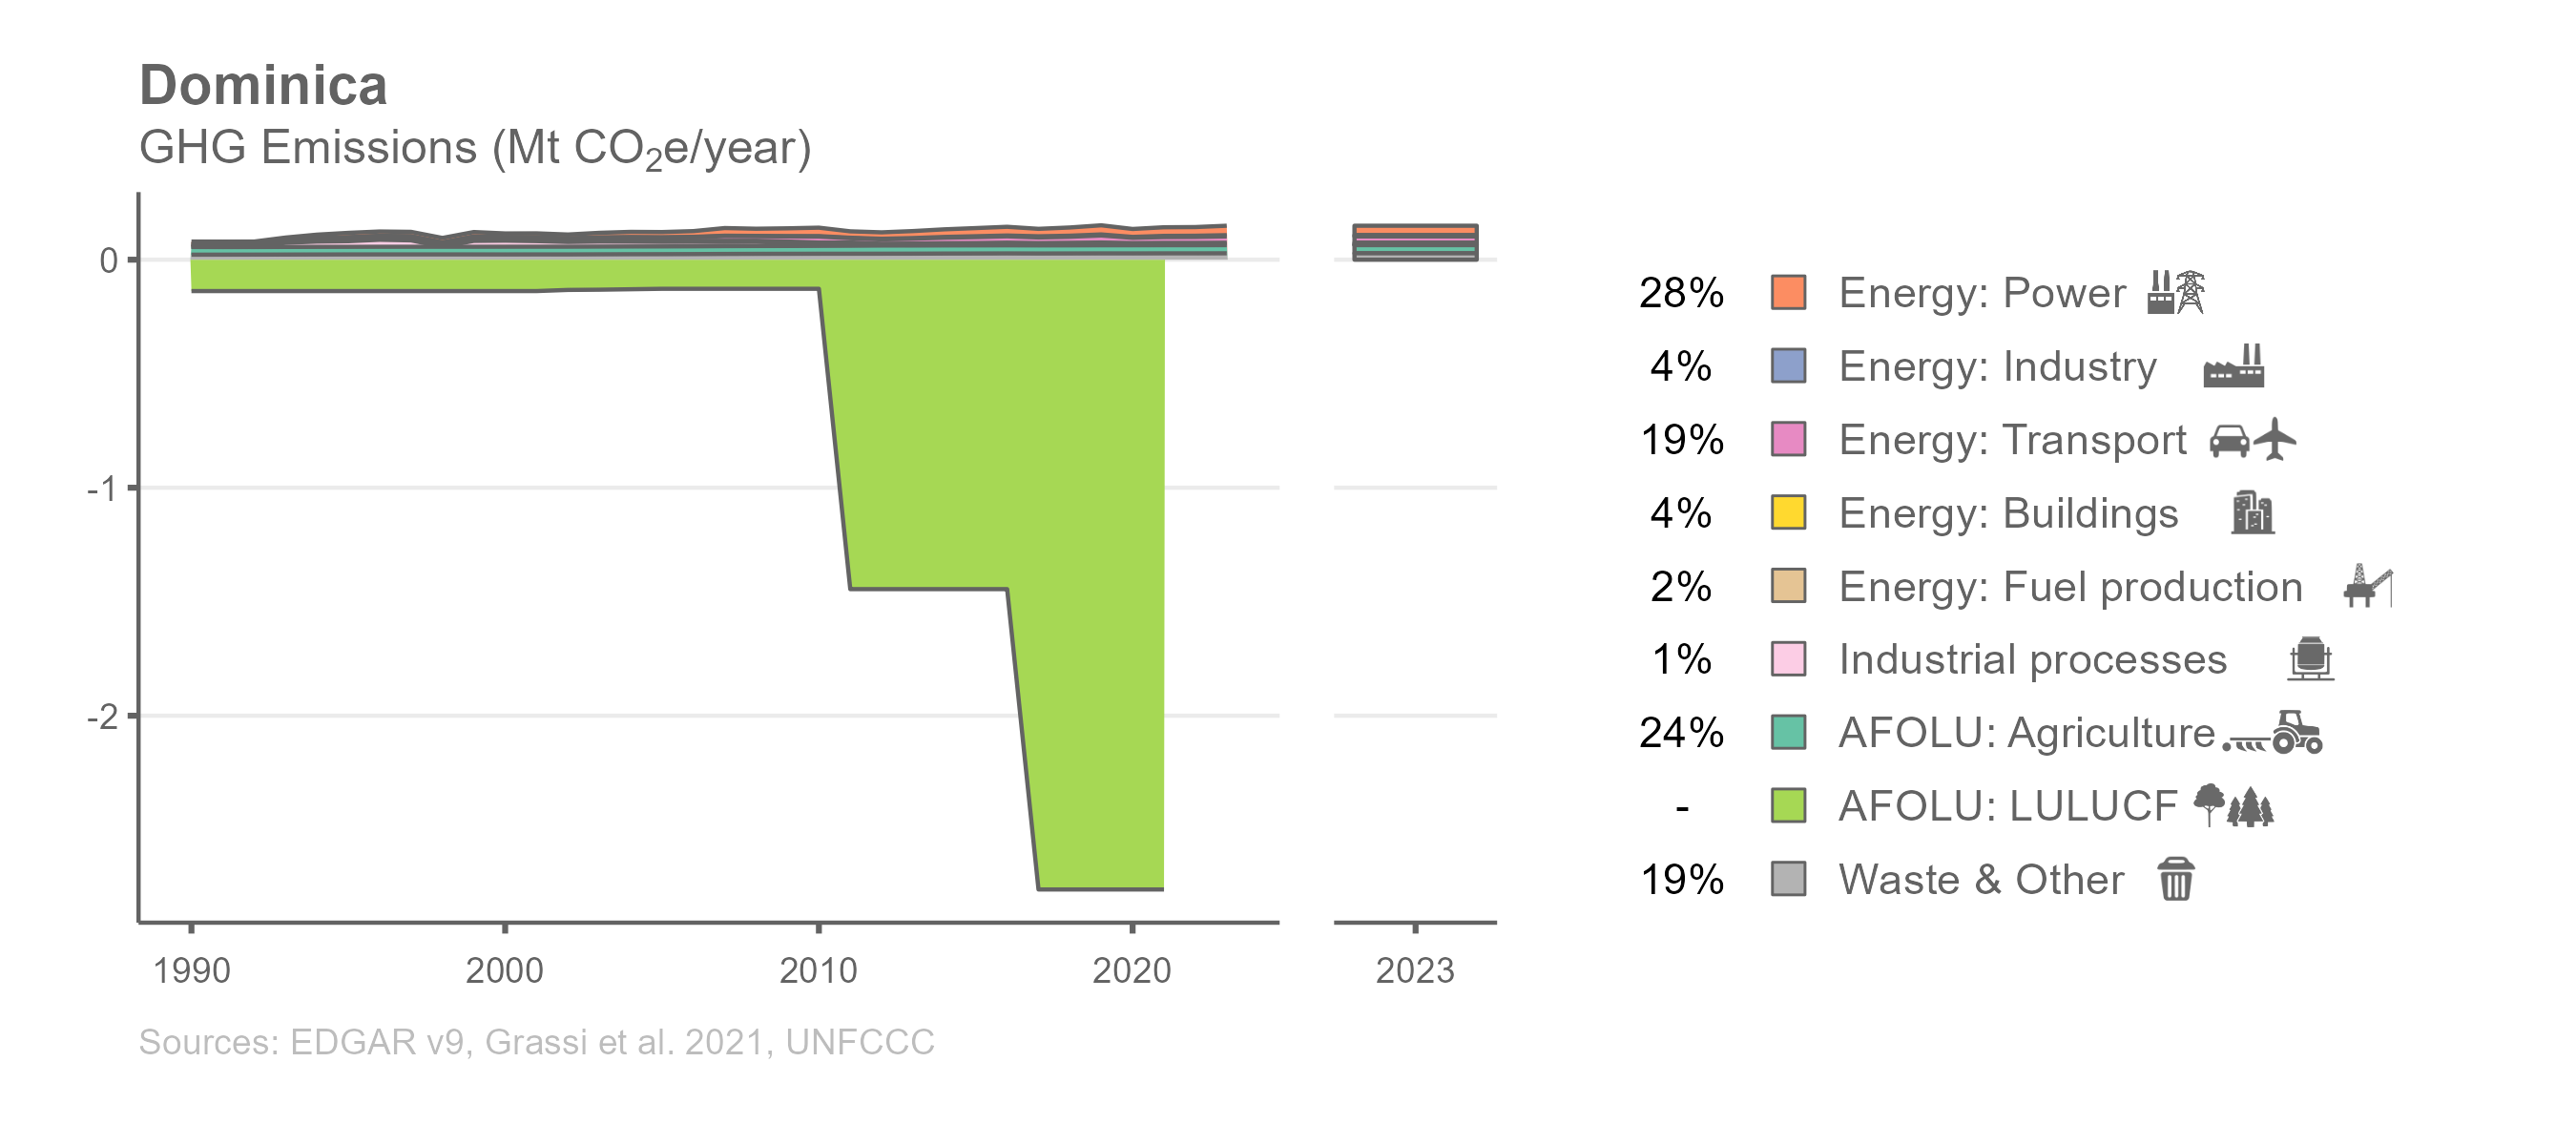 Dominica
GHG Emissions (Mt CO₂e/year)
0
-1
-2
1990 2000 2010 2020 2023
28% Energy: Power
4% Energy: Industry
19% Energy: Transport
4% Energy: Buildings
2% Energy: Fuel production
1% Industrial processes
24% AFOLU: Agriculture
- AFOLU: LULUCF
19% Waste & Other
Sources: EDGAR v9, Grassi et al. 2021, UNFCCC